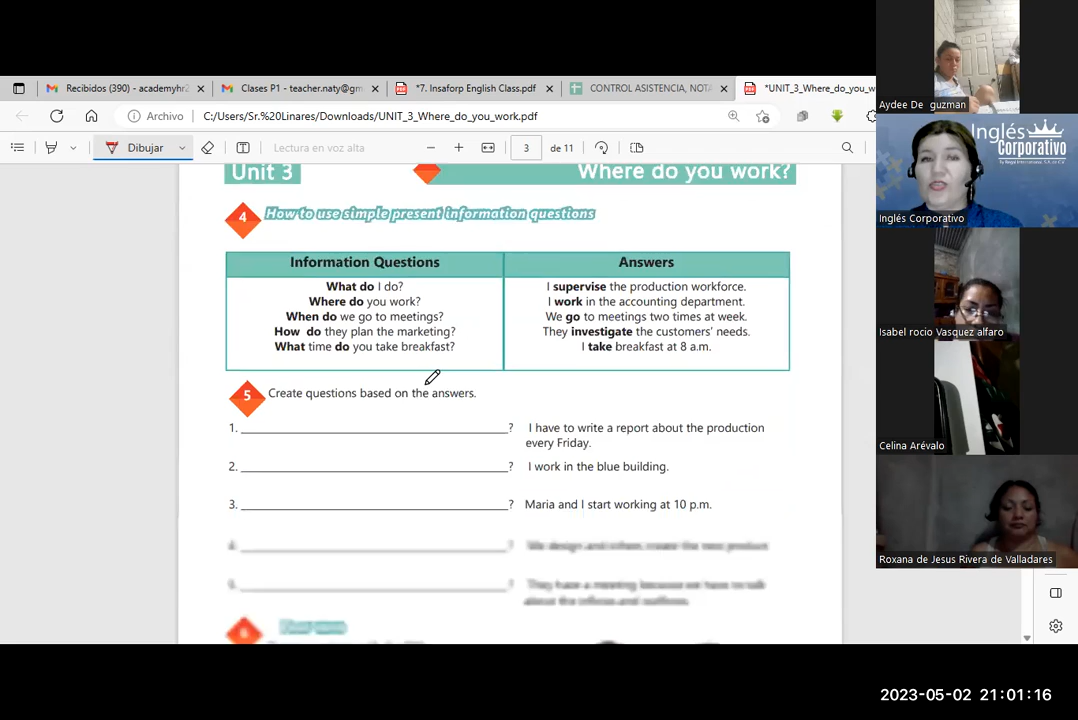 Recibidos (390) - academyhr2
Clases P1 - teacher.naty@gm
*7. Insaforp English Class.pdf
CONTROL ASISTENCIA, NOTA
*UNIT_3_Where_do_you_w
Archivo
C:/Users/Sr.%20Linares/Downloads/UNIT_3_Where_do_you_work.pdf
Dibujar
Lectura en voz alta
3
de 11
Unit 3
Where do you work?
4
How to use simple present information questions
Information Questions
Answers
What do I do?
I supervise the production workforce.
Where do you work?
I work in the accounting department.
When do we go to meetings?
We go to meetings two times at week.
How do they plan the marketing?
They investigate the customers' needs.
What time do you take breakfast?
I take breakfast at 8 a.m.
5
Create questions based on the answers.
1. ______________________________?
I have to write a report about the production
every Friday.
2. ______________________________?
I work in the blue building.
3. ______________________________?
Maria and I start working at 10 p.m.
Aydee De guzman
Inglés
Corporativo
Inglés Corporativo
Isabel rocio Vasquez alfaro
Celina Arévalo
Roxana de Jesus Rivera de Valladares
2023-05-02 21:01:16